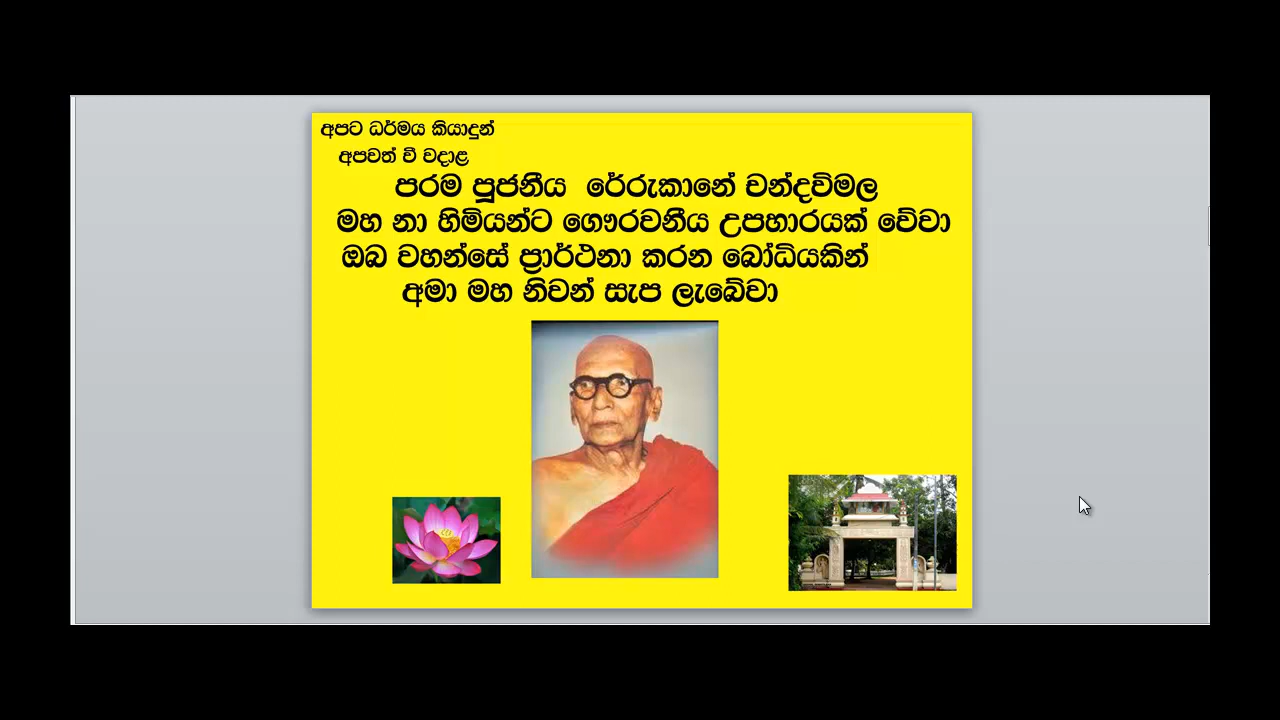 අපට ධර්මය කියාදුන්
අපවත් වී වදාළ
පරම පූජනීය රේරුකානේ චන්දවිමල
මහ නා හිමියන්ට ගෞරවනීය උපහාරයක් වේවා
ඔබ වහන්සේ ප්‍රාර්ථනා කරන බෝධියකින්
අමා මහ නිවන් සැප ලැබේවා